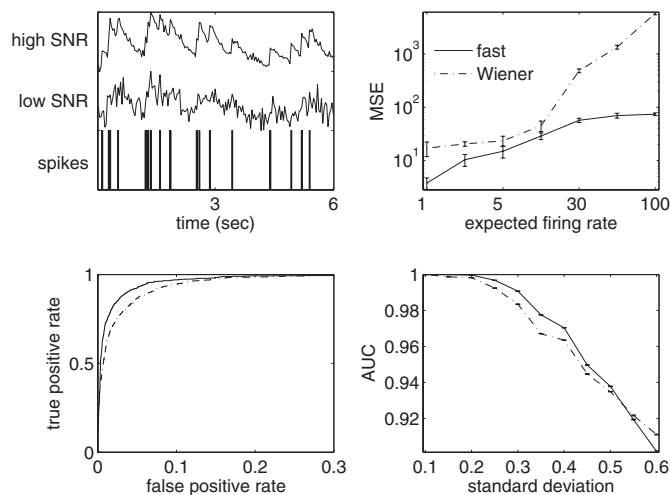 high SNR
low SNR
spikes
3
6
time (sec)
fast
Wiener
MSE
10^3
10^2
10^1
1
5
30
100
expected firing rate
true positive rate
1
0.5
0
0
0.1
0.2
0.3
false positive rate
AUC
1
0.98
0.96
0.94
0.92
0.1
0.2
0.3
0.4
0.5
0.6
standard deviation